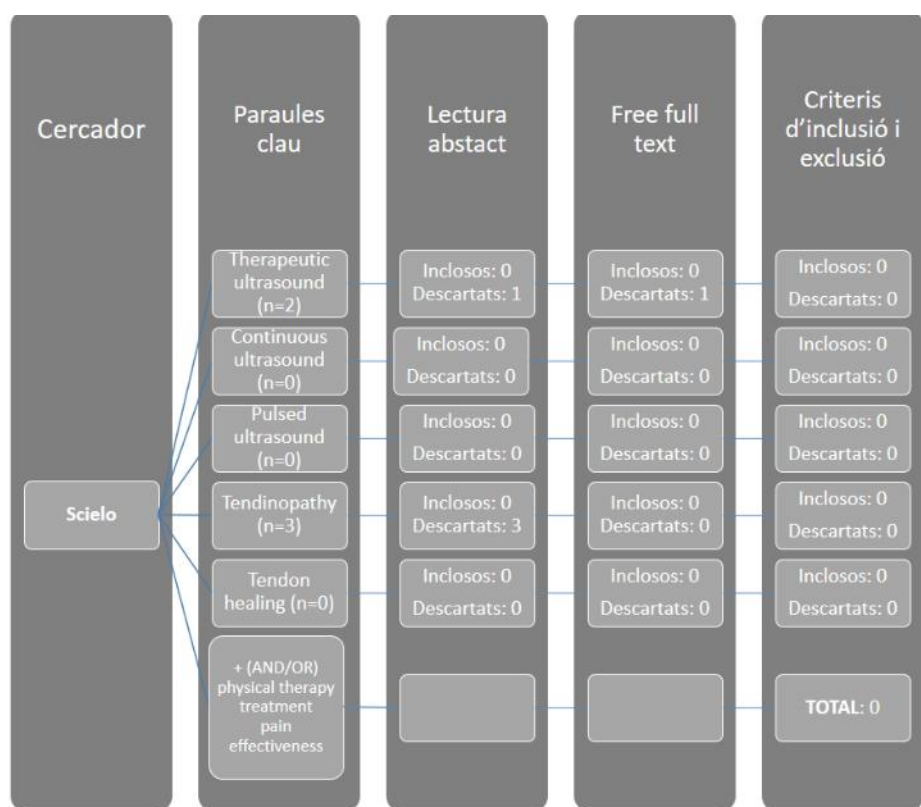 Cercador
Paraules
clau
Lectura
abstact
Free full
text
Criteris
d'inclusió i
exclusió
Therapeutic
ultrasound
(n=2)
Inclosos: 0
Descartats: 1
Inclosos: 0
Descartats: 1
Inclosos: 0
Descartats: 0
Continuous
ultrasound
(n=0)
Inclosos: 0
Descartats: 0
Inclosos: 0
Descartats: 0
Inclosos: 0
Descartats: 0
Pulsed
ultrasound
(n=0)
Inclosos: 0
Descartats: 0
Inclosos: 0
Descartats: 0
Inclosos: 0
Descartats: 0
Scielo
Tendinopathy
(n=3)
Inclosos: 0
Descartats: 3
Inclosos: 0
Descartats: 0
Inclosos: 0
Descartats: 0
Tendon
healing (n=0)
Inclosos: 0
Descartats: 0
Inclosos: 0
Descartats: 0
Inclosos: 0
Descartats: 0
+ (AND/OR)
physical therapy
treatment
pain
effectiveness
TOTAL: 0